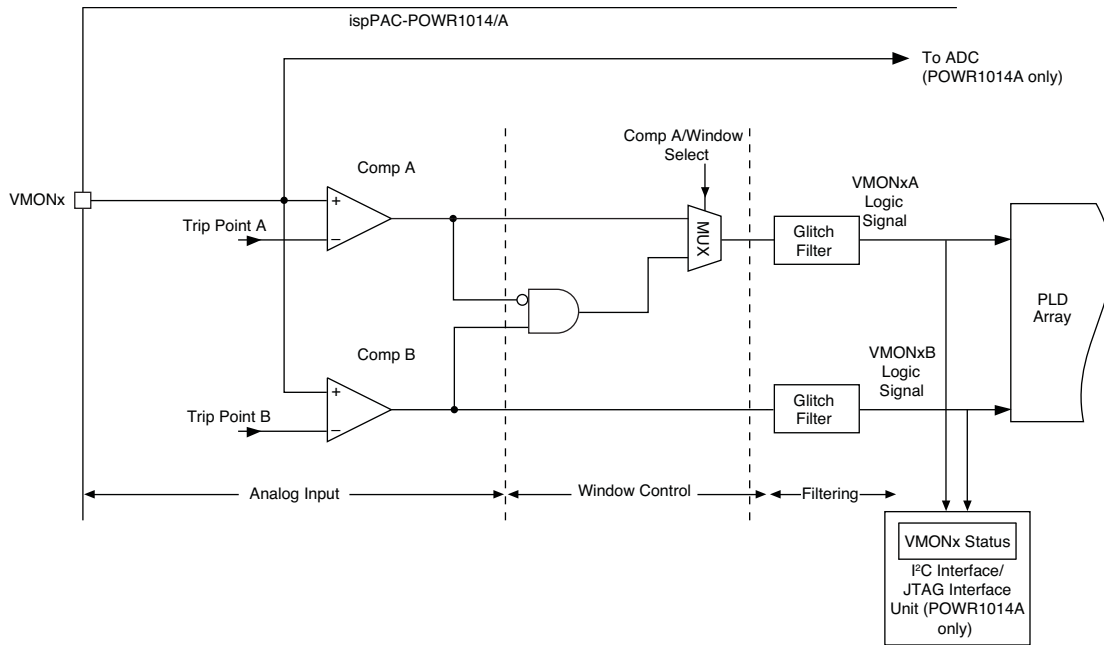 ispPAC-POWR1014/A
To ADC
(POWR1014A only)
Comp A/Window
Select
Comp A
VMONx
+
Trip Point A
–
MUX
VMONxA
Logic
Signal
Glitch
Filter
PLD
Array
Comp B
+
Trip Point B
–
VMONxB
Logic
Signal
Glitch
Filter
Analog Input
Window Control
Filtering
VMONx Status
I²C Interface/
JTAG Interface
Unit (POWR1014A
only)